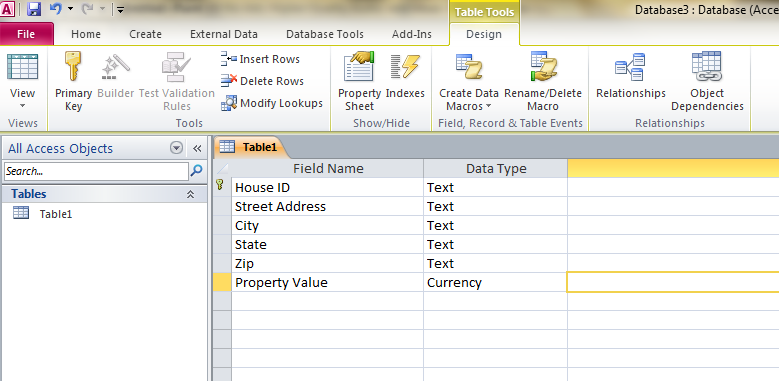 Table Tools
Database3 : Database (Acce
File Home Create External Data Database Tools Add-Ins Design
View
Views
Primary Key
Builder
Test Validation Rules
Insert Rows
Delete Rows
Modify Lookups
Tools
Property Sheet
Indexes
Show/Hide
Create Data Macros
Rename/Delete Macro
Field, Record & Table Events
Relationships
Object Dependencies
Relationships
All Access Objects
Search...
Tables
Table1
Table1
Field Name Data Type
House ID Text
Street Address Text
City Text
State Text
Zip Text
Property Value Currency